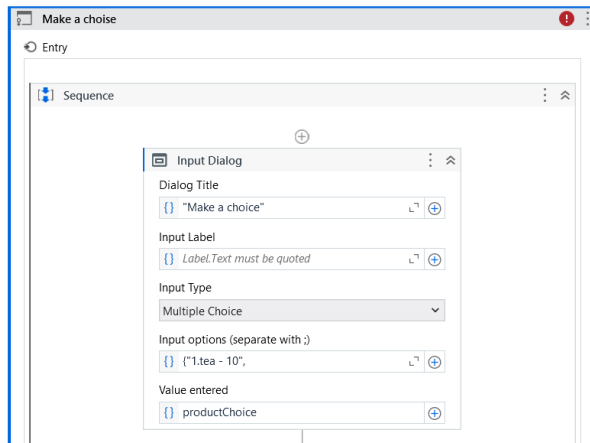 Make a choise
Entry
Sequence
Input Dialog
Dialog Title
{} "Make a choice"
Input Label
{} Label.Text must be quoted
Input Type
Multiple Choice
Input options (separate with ;)
{} {"1.tea - 10",
Value entered
{} productChoice